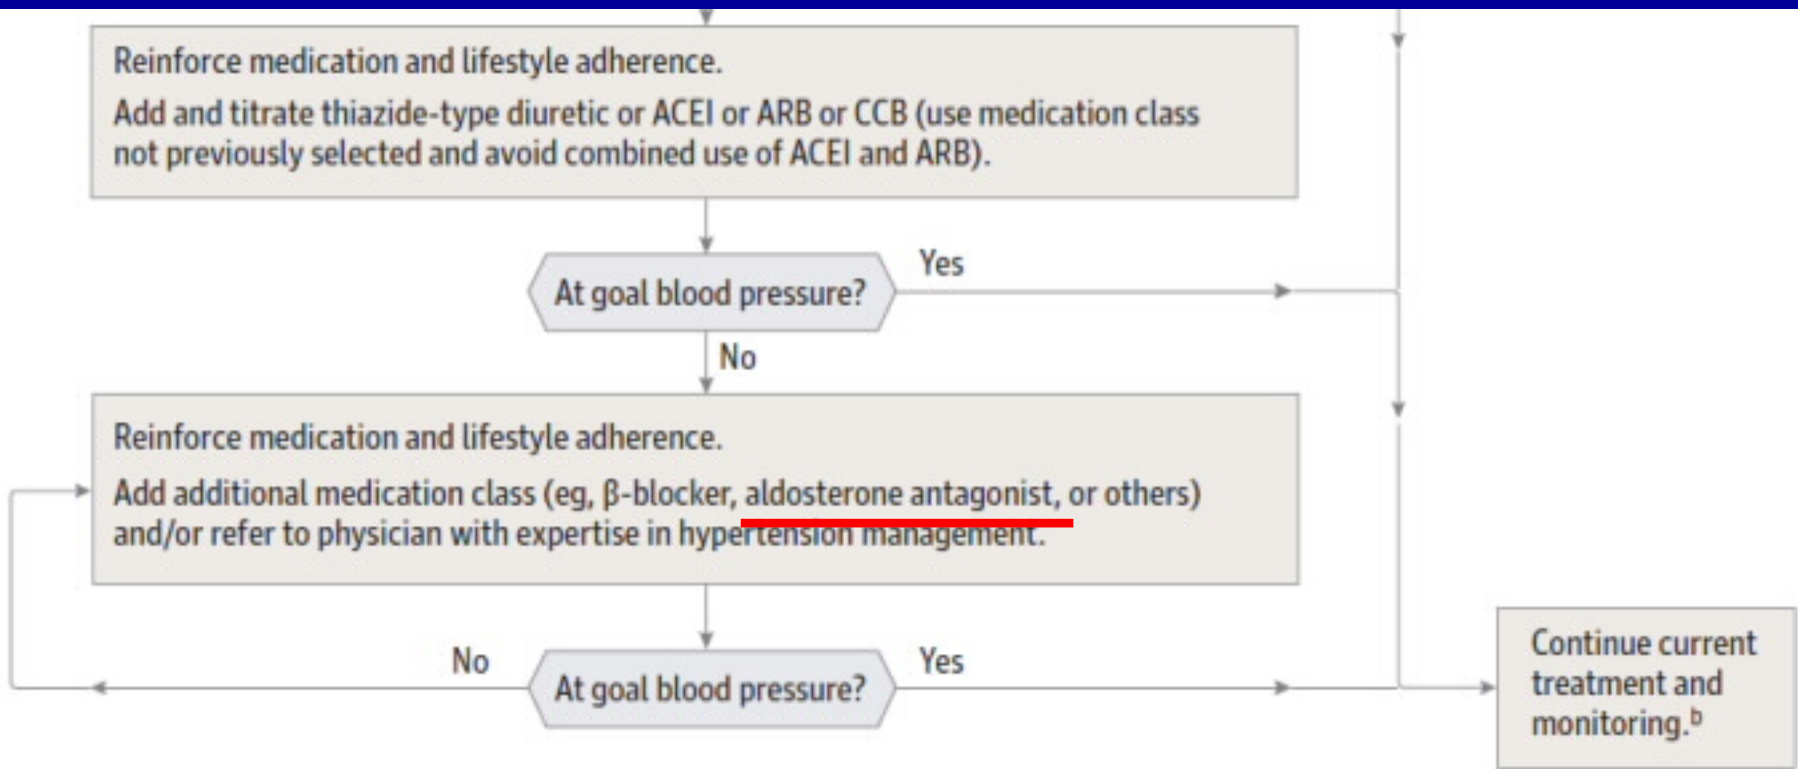 Reinforce medication and lifestyle adherence.
Add and titrate thiazide-type diuretic or ACEI or ARB or CCB (use medication class
not previously selected and avoid combined use of ACEI and ARB).
At goal blood pressure?
Yes
No
Reinforce medication and lifestyle adherence.
Add additional medication class (eg, β-blocker, aldosterone antagonist, or others)
and/or refer to physician with expertise in hypertension management.
No
At goal blood pressure?
Yes
Continue current
treatment and
monitoring.b